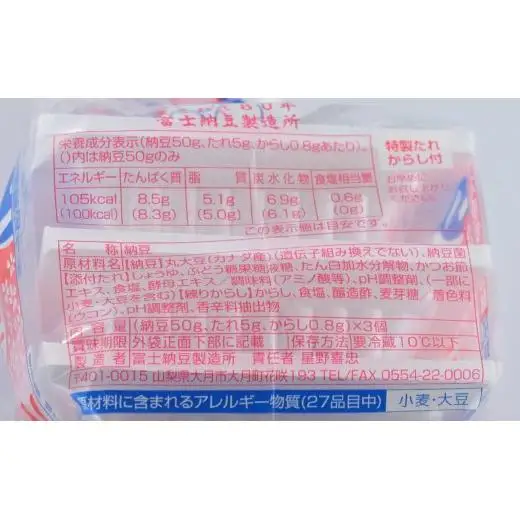 富士納豆製造所
栄養成分表示(納豆50g、たれ5g、からし0.8gあたり)。
()内は納豆50gのみ
エネルギー たんぱく質 脂質 炭水化物 食塩相当量
105kcal 8.5g 5.1g 6.9g 0.6g
(100kcal) (8.3g) (5.0g) (6.1g) (0g)
この表示値は目安です。
特製たれ
からし付
お早めに
お召し上がり
ください
名称 納豆
原材料名【納豆】丸大豆(カナダ産)(遺伝子組み換えでない)、納豆菌
【添付たれ】しょうゆ、ぶどう糖果糖液糖、たん白加水分解物、かつお節
エキス、食塩、酵母エキス/調味料(アミノ酸等)、pH調整剤、(一部に
小麦・大豆を含む)【練りからし】からし、食塩、醸造酢、麦芽糖、着色料
(ウコン)、pH調整剤、香辛料抽出物
内容量 (納豆50g、たれ5g、からし0.8g)×3個
賞味期限 外袋正面下部に記載 保存方法 要冷蔵10℃以下
製造者 富士納豆製造所 責任者 星野喜忠
〒401-0015 山梨県大月市大月町花咲193 TEL/FAX 0554-22-0006
原材料に含まれるアレルギー物質(27品目中) 小麦・大豆